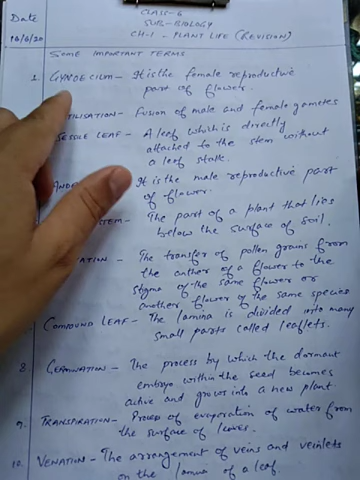 CLASS-6
Date
SUB-BIOLOGY
CH-1 - PLANT LIFE (REVISION)
SOME IMPORTANT TERMS
1. GYNOECIUM - It is the female reproductive
part of flower.
TILISATION - Fusion of male and female gametes
SESSLE LEAF - A leaf which is directly
attached to the stem without
a leaf stalk.
It is the male reproductive part
of flower.
STEM - The part of a plant that lies
below the surface of soil.
ATION - The transfer of pollen grains from
the anther of a flower to the
stigma of the same flower or
another flower of the same species
COMPOUND LEAF - The lamina is divided into many
small parts called leaflets.
8. GERMINATION - The process by which the dormant
embryo within the seed becomes
active and grows into a new plant.
9. TRANSPIRATION - Process of evaporation of water from
the surface of leaves.
10. VENATION - The arrangement of veins and veinlets
on the lamina of a leaf.